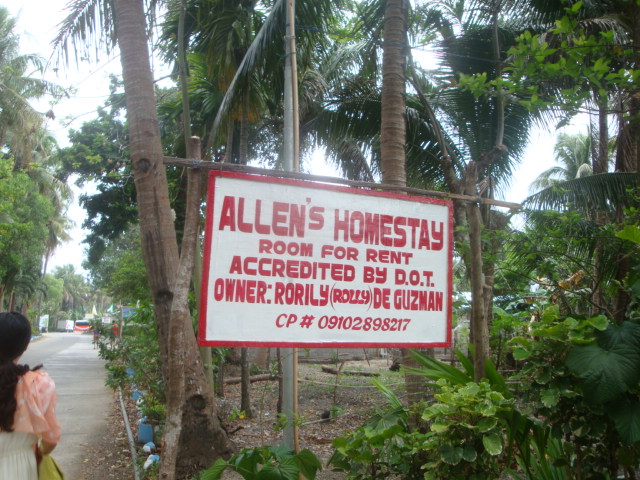 ALLEN'S HOMESTAY
ROOM FOR RENT
ACCREDITED BY D.O.T.
OWNER: RORILY (ROLLY) DE GUZMAN
CP # 09102898217